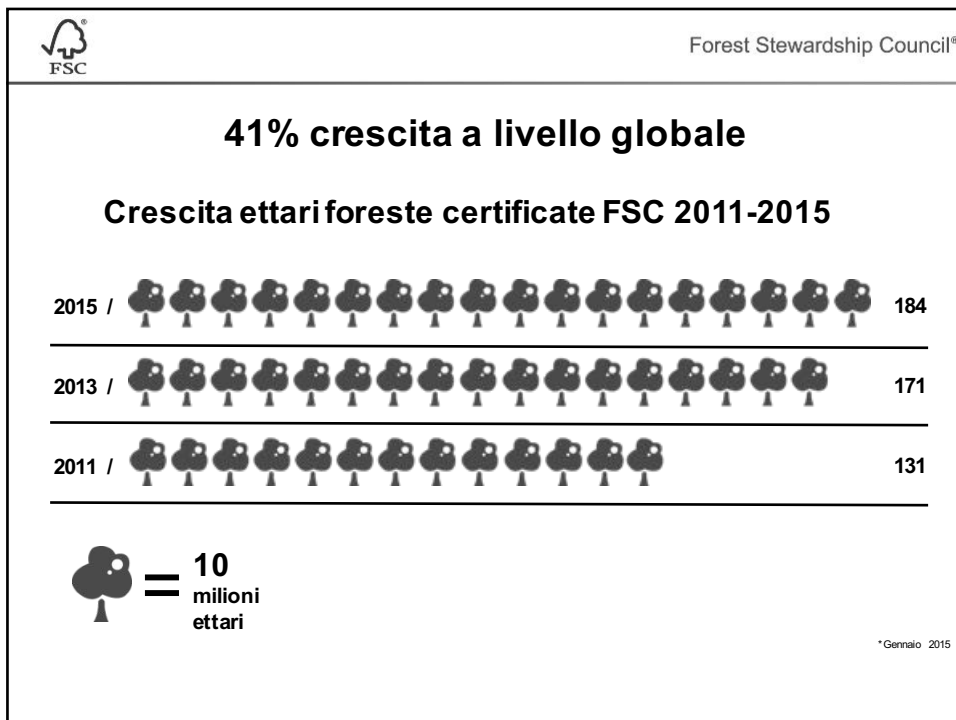 FSC
Forest Stewardship Council®
41% crescita a livello globale
Crescita ettari foreste certificate FSC 2011-2015
2015 / 184
2013 / 171
2011 / 131
= 10
milioni
ettari
*Gennaio 2015